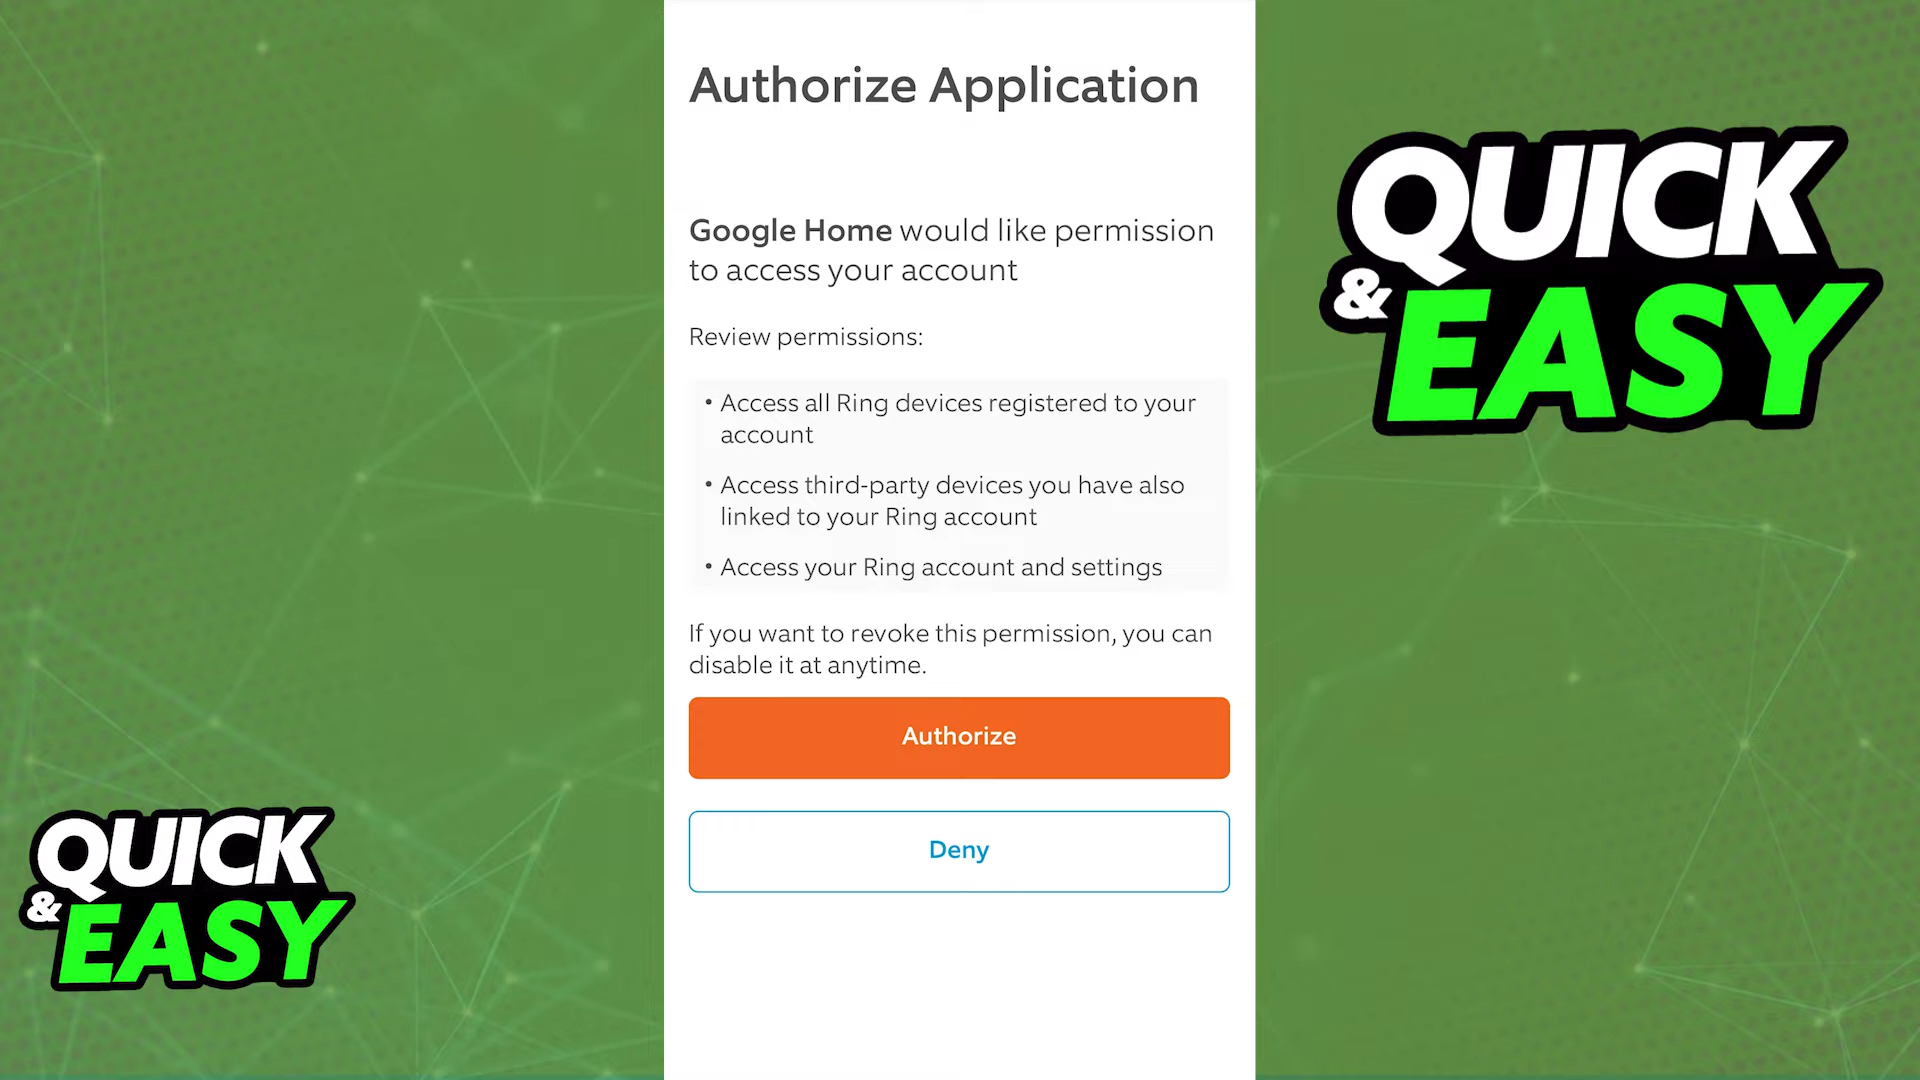 Authorize Application
Google Home would like permission
to access your account
Review permissions:
• Access all Ring devices registered to your
account
• Access third-party devices you have also
linked to your Ring account
• Access your Ring account and settings
If you want to revoke this permission, you can
disable it at anytime.
Authorize
Deny
QUICK
& EASY
QUICK
& EASY